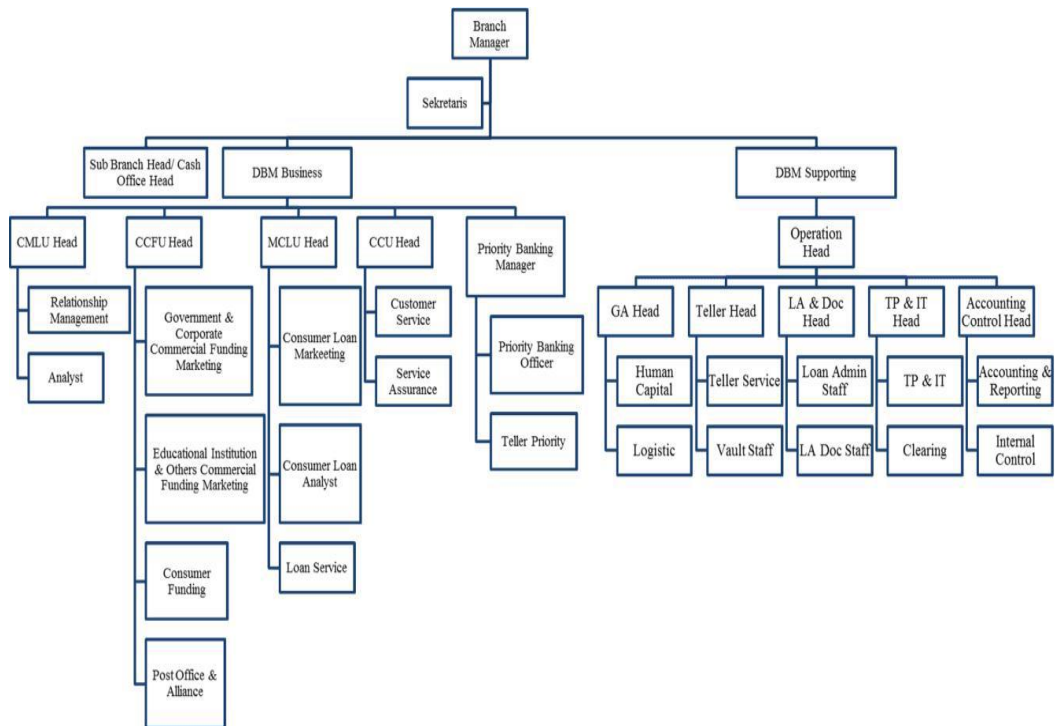 Branch
Manager
Sekretaris
Sub Branch Head/ Cash
Office Head
DBM Business
DBM Supporting
CMLU Head
CCFU Head
MCLU Head
CCU Head
Priority Banking
Manager
Operation
Head
Relationship
Management
Analyst
Government &
Corporate
Commercial Funding
Marketing
Educational Institution
& Others Commercial
Funding Marketing
Consumer
Funding
Post Office &
Alliance
Consumer Loan
Markeeting
Consumer Loan
Analyst
Loan Service
Customer
Service
Service
Assurance
Priority Banking
Officer
Teller Priority
GA Head
Teller Head
LA & Doc
Head
TP & IT
Head
Accounting
Control Head
Human
Capital
Teller Service
Loan Admin
Staff
TP & IT
Accounting &
Reporting
Logistic
Vault Staff
LA Doc Staff
Clearing
Internal
Control